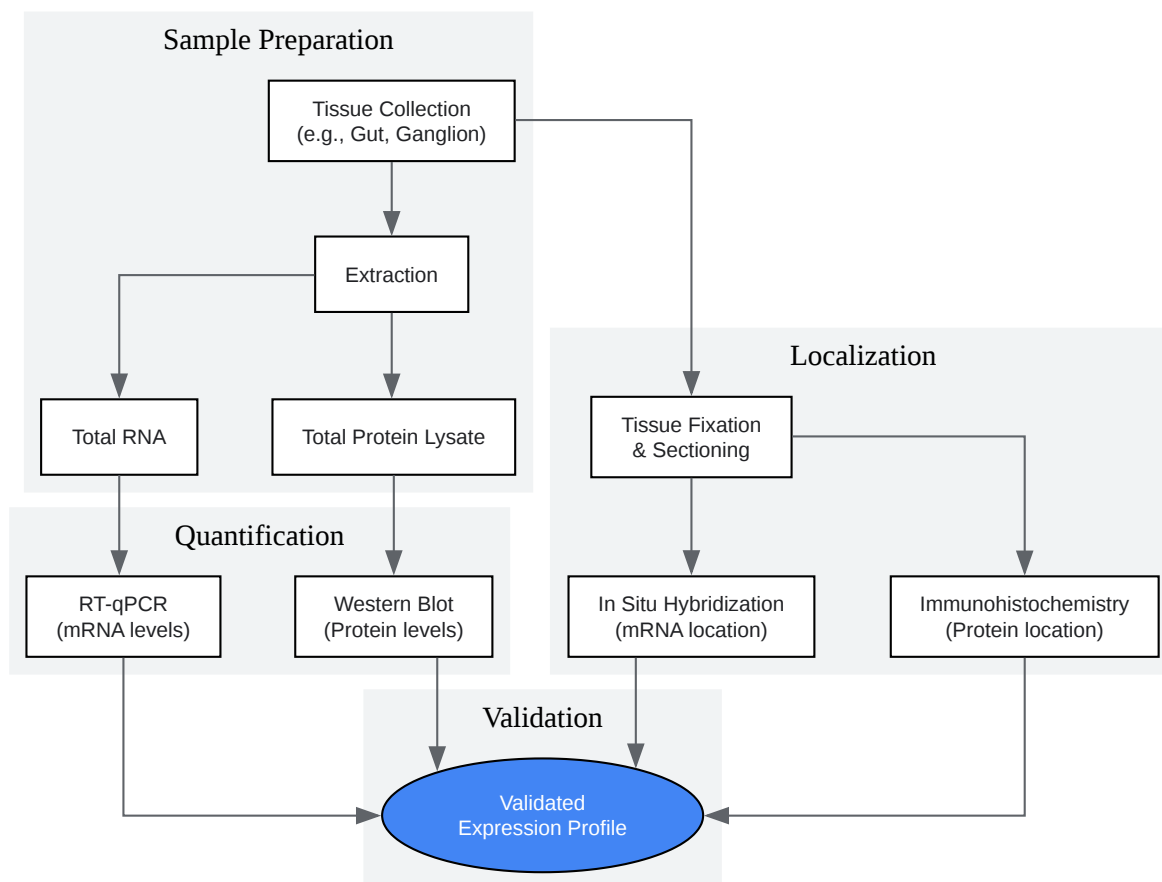 Sample Preparation
Tissue Collection
(e.g., Gut, Ganglion)
Extraction
Total RNA
Total Protein Lysate
Quantification
RT-qPCR
(mRNA levels)
Western Blot
(Protein levels)
Localization
Tissue Fixation
& Sectioning
In Situ Hybridization
(mRNA location)
Immunohistochemistry
(Protein location)
Validation
Validated
Expression Profile